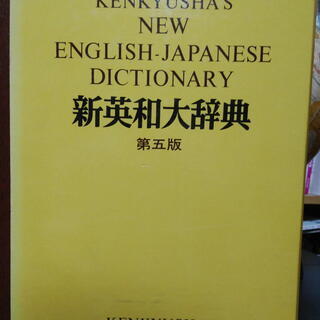 KENKYUSHA'S
NEW
ENGLISH-JAPANESE
DICTIONARY
新英和大辞典
第五版